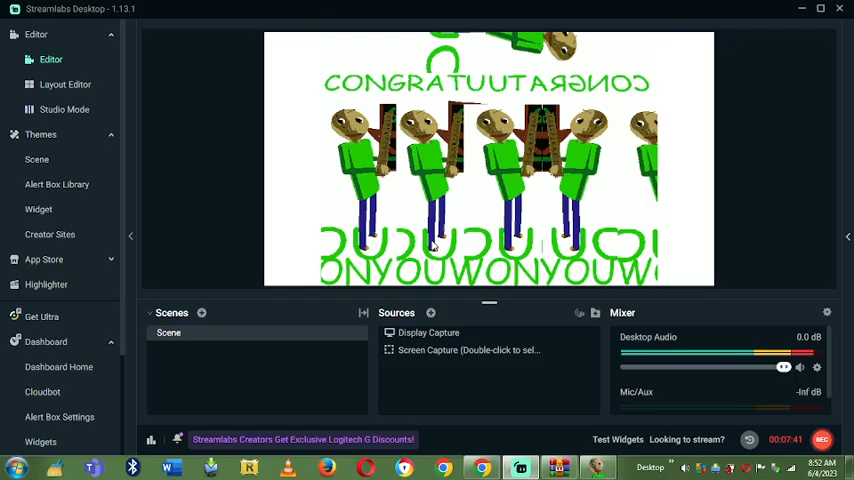 Streamlabs Desktop - 1.13.1
Editor
Editor
Layout Editor
Studio Mode
Themes
Scene
Alert Box Library
Widget
Creator Sites
App Store
Highlighter
Get Ultra
Dashboard
Dashboard Home
Cloudbot
Alert Box Settings
Widgets
CONGRATUUTARGNOC
ONYOUWONYOUW
Scenes
Scene
Sources
Display Capture
Screen Capture (Double-click to sel...
Mixer
Desktop Audio
0.0 dB
Mic/Aux
-Inf dB
Streamlabs Creators Get Exclusive Logitech G Discounts!
Test Widgets
Looking to stream?
00:07:41
REC
Desktop
8:52 AM
6/4/2023